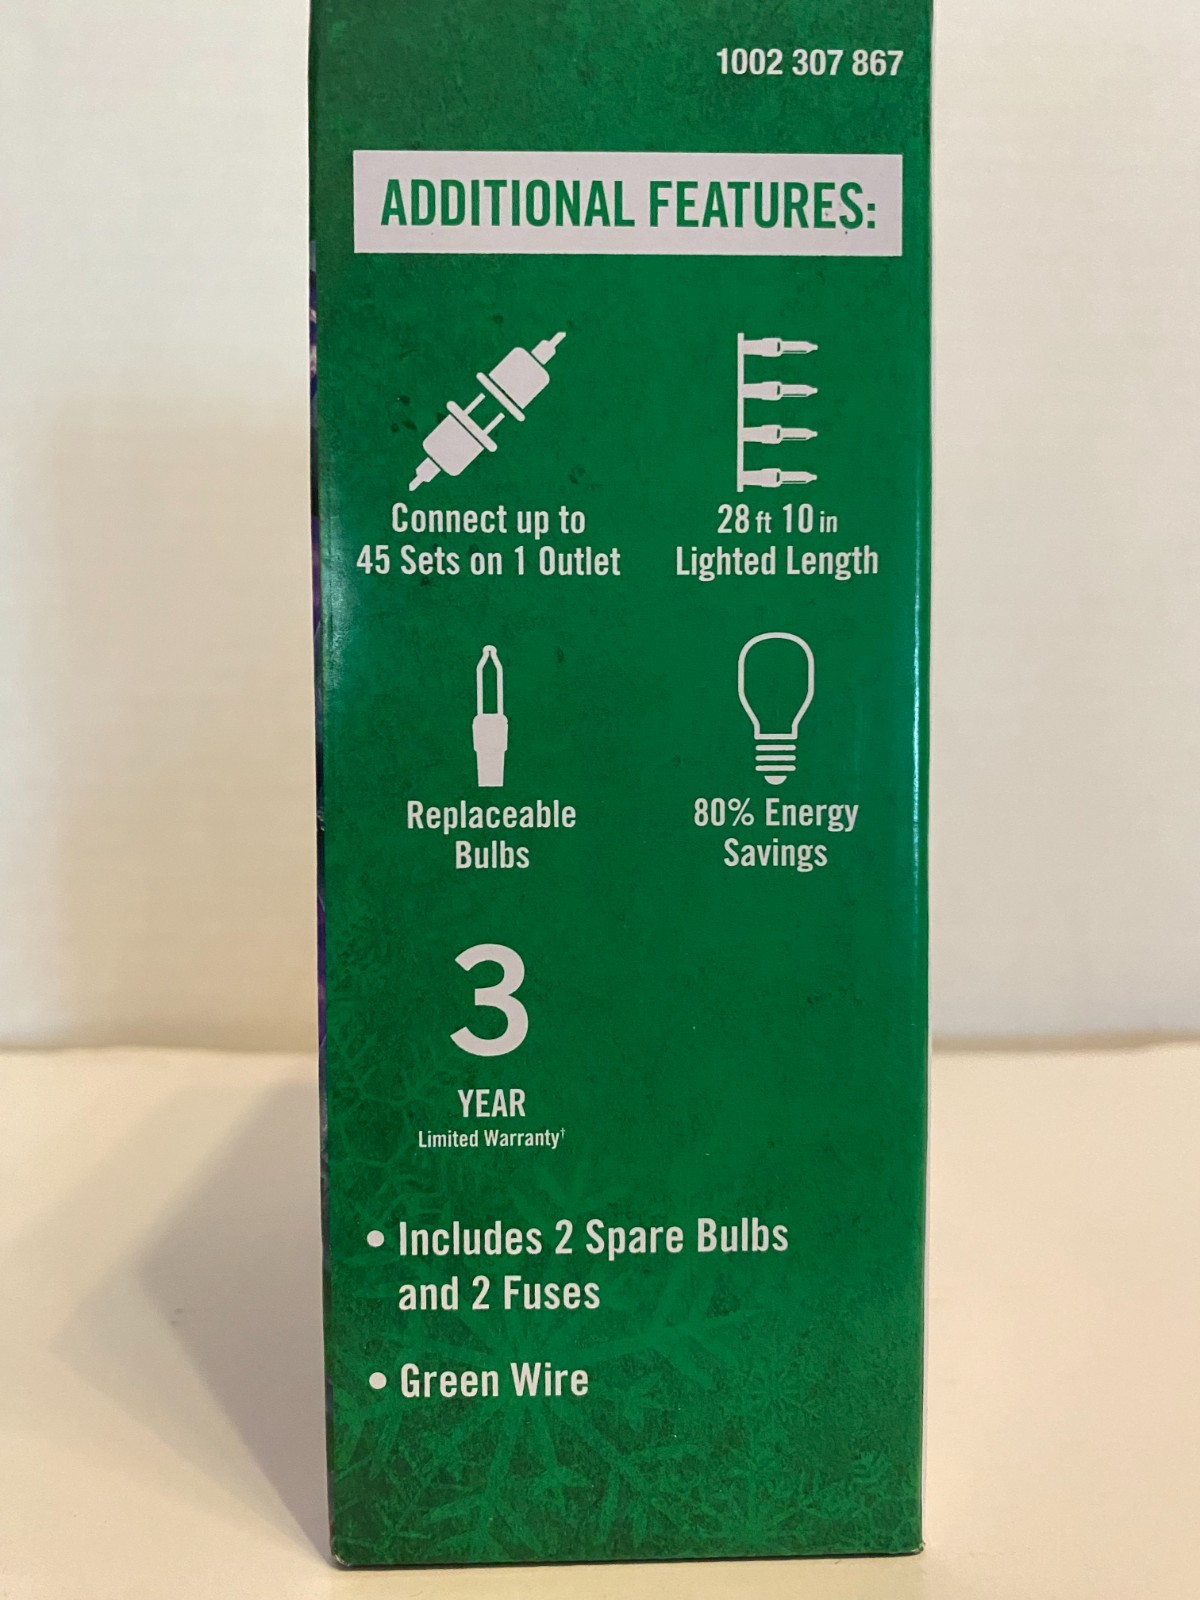 1002 307 867
ADDITIONAL FEATURES:
Connect up to
45 Sets on 1 Outlet
28 ft 10 in
Lighted Length
Replaceable
Bulbs
80% Energy
Savings
3
YEAR
Limited Warranty†
• Includes 2 Spare Bulbs
and 2 Fuses
• Green Wire